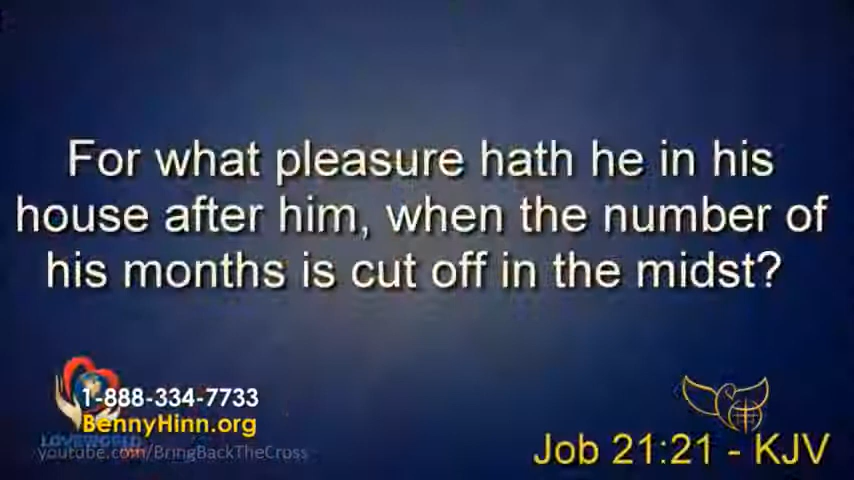 For what pleasure hath he in his
house after him, when the number of
his months is cut off in the midst?
1-888-334-7733
BennyHinn.org
LOVEWORLD
youtube.com/BringBackTheCross
Job 21:21 - KJV